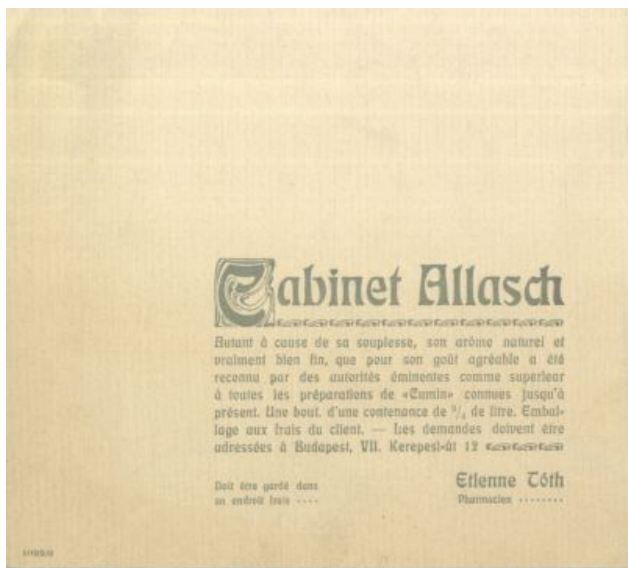 Cabinet Allasch
Autant à cause de sa souplesse, son arôme naturel et
vraiment bien fin, que pour son goût agréable a été
reconnu par des autorités éminentes comme superieur
à toutes les préparations de «Cumin» connues jusqu'à
présent. Une bout. d'une contenance de ⁹/₄ de litre. Embal-
lage aux frais du client. — Les demandes doivent être
adressées à Budapest, VII. Kerepesi-út 12
Doit être gardé dans
un endroit frais ····
Etienne Tóth
Pharmacien ········